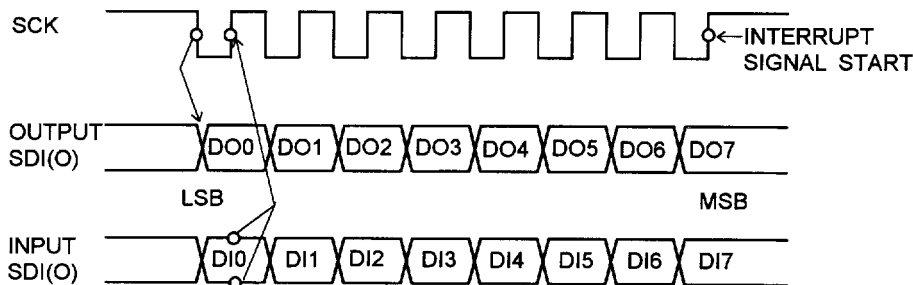 SCK
INTERRUPT
SIGNAL START
OUTPUT
SDI(O)
DO0 DO1 DO2 DO3 DO4 DO5 DO6 DO7
LSB MSB
INPUT
SDI(O)
DI0 DI1 DI2 DI3 DI4 DI5 DI6 DI7